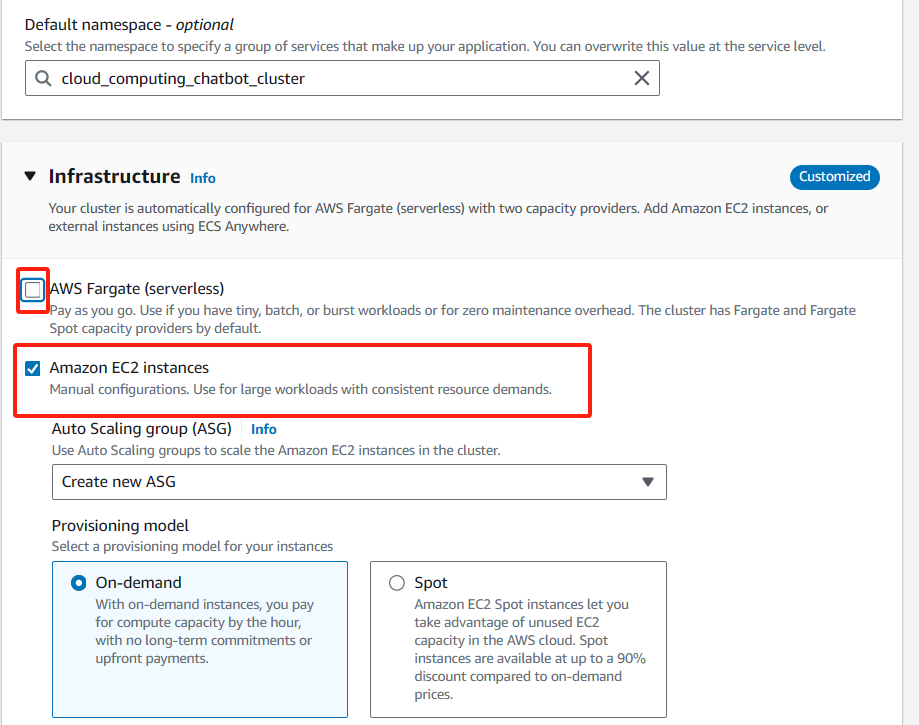 Default namespace - optional
Select the namespace to specify a group of services that make up your application. You can overwrite this value at the service level.
cloud_computing_chatbot_cluster
Infrastructure Info
Customized
Your cluster is automatically configured for AWS Fargate (serverless) with two capacity providers. Add Amazon EC2 instances, or
external instances using ECS Anywhere.
AWS Fargate (serverless)
Pay as you go. Use if you have tiny, batch, or burst workloads or for zero maintenance overhead. The cluster has Fargate and Fargate
Spot capacity providers by default.
Amazon EC2 instances
Manual configurations. Use for large workloads with consistent resource demands.
Auto Scaling group (ASG) Info
Use Auto Scaling groups to scale the Amazon EC2 instances in the cluster.
Create new ASG
Provisioning model
Select a provisioning model for your instances
On-demand
With on-demand instances, you pay
for compute capacity by the hour,
with no long-term commitments or
upfront payments.
Spot
Amazon EC2 Spot instances let you
take advantage of unused EC2
capacity in the AWS cloud. Spot
instances are available at up to a 90%
discount compared to on-demand
prices.